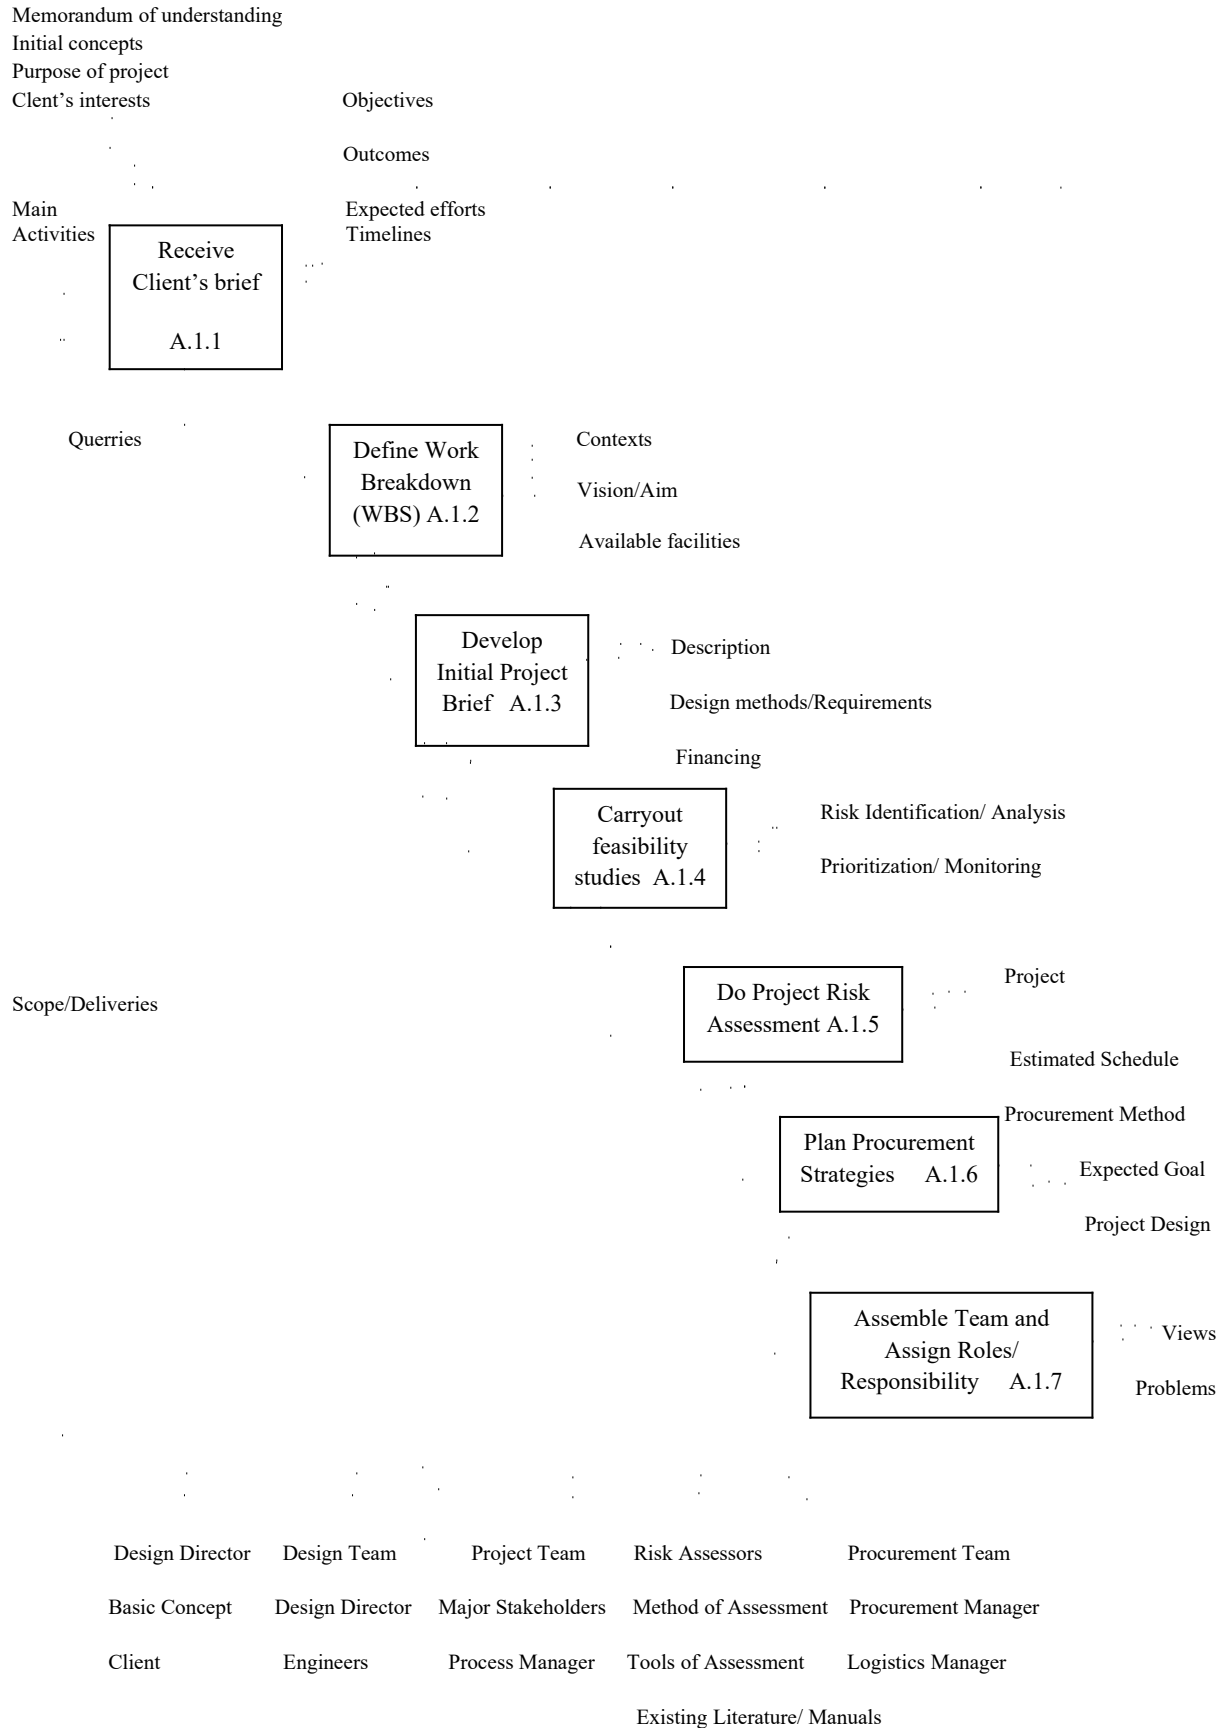 Memorandum of understanding
Initial concepts
Purpose of project
Clent’s interests
Objectives
Outcomes
Main
Activities
Expected efforts
Timelines
Receive
Client’s brief
A.1.1
Querries
Define Work
Breakdown
(WBS) A.1.2
Contexts
Vision/Aim
Available facilities
Develop
Initial Project
Brief A.1.3
Description
Design methods/Requirements
Financing
Carryout
feasibility
studies A.1.4
Risk Identification/ Analysis
Prioritization/ Monitoring
Scope/Deliveries
Do Project Risk
Assessment A.1.5
Project
Estimated Schedule
Procurement Method
Plan Procurement
Strategies A.1.6
Expected Goal
Project Design
Assemble Team and
Assign Roles/
Responsibility A.1.7
Views
Problems
Design Director Design Team Project Team Risk Assessors Procurement Team
Basic Concept Design Director Major Stakeholders Method of Assessment Procurement Manager
Client Engineers Process Manager Tools of Assessment Logistics Manager
Existing Literature/ Manuals